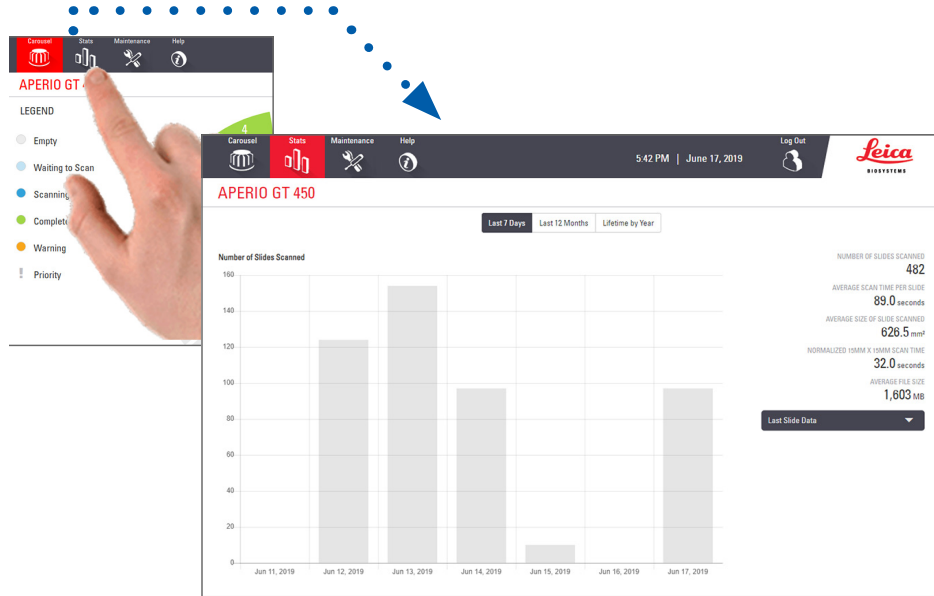 Carousel
Stats
Maintenance
Help
APERIO GT 4
LEGEND
Empty
Waiting to Scan
Scanning
Complete
Warning
! Priority
4
Carousel
Stats
Maintenance
Help
5:42 PM | June 17, 2019
Log Out
Leica
BIOSYSTEMS
APERIO GT 450
Last 7 Days
Last 12 Months
Lifetime by Year
Number of Slides Scanned
160
140
120
100
80
60
40
20
0
Jun 11, 2019
Jun 12, 2019
Jun 13, 2019
Jun 14, 2019
Jun 15, 2019
Jun 16, 2019
Jun 17, 2019
NUMBER OF SLIDES SCANNED
482
AVERAGE SCAN TIME PER SLIDE
89.0 seconds
AVERAGE SIZE OF SLIDE SCANNED
626.5 mm²
NORMALIZED 15MM X 15MM SCAN TIME
32.0 seconds
AVERAGE FILE SIZE
1,603 MB
Last Slide Data